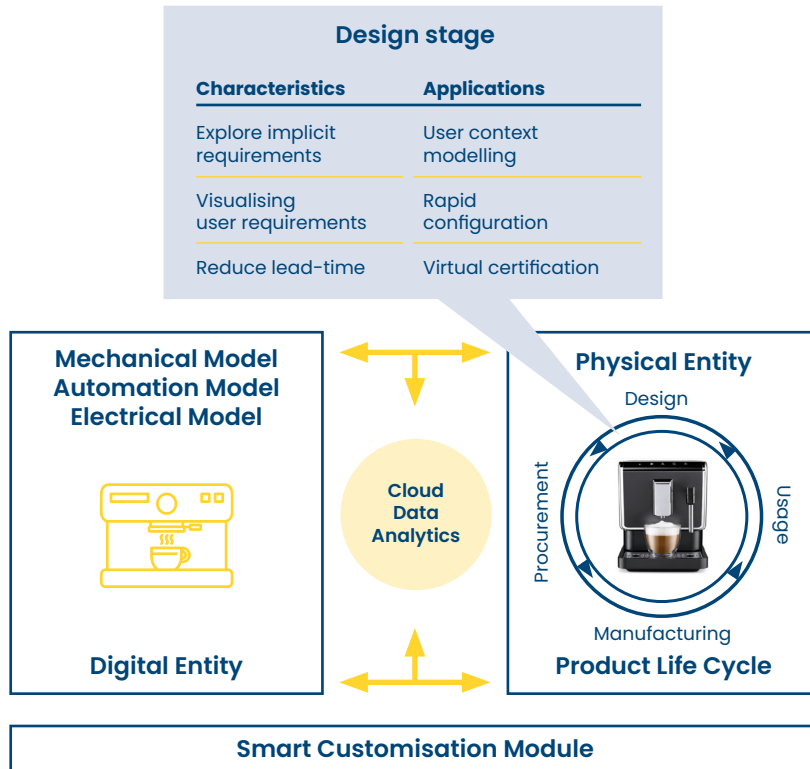 Design stage
Characteristics
Applications
Explore implicit
requirements
User context
modelling
Visualising
user requirements
Rapid
configuration
Reduce lead-time
Virtual certification
Mechanical Model
Automation Model
Electrical Model
Digital Entity
Cloud
Data
Analytics
Physical Entity
Design
Usage
Manufacturing
Procurement
Product Life Cycle
Smart Customisation Module